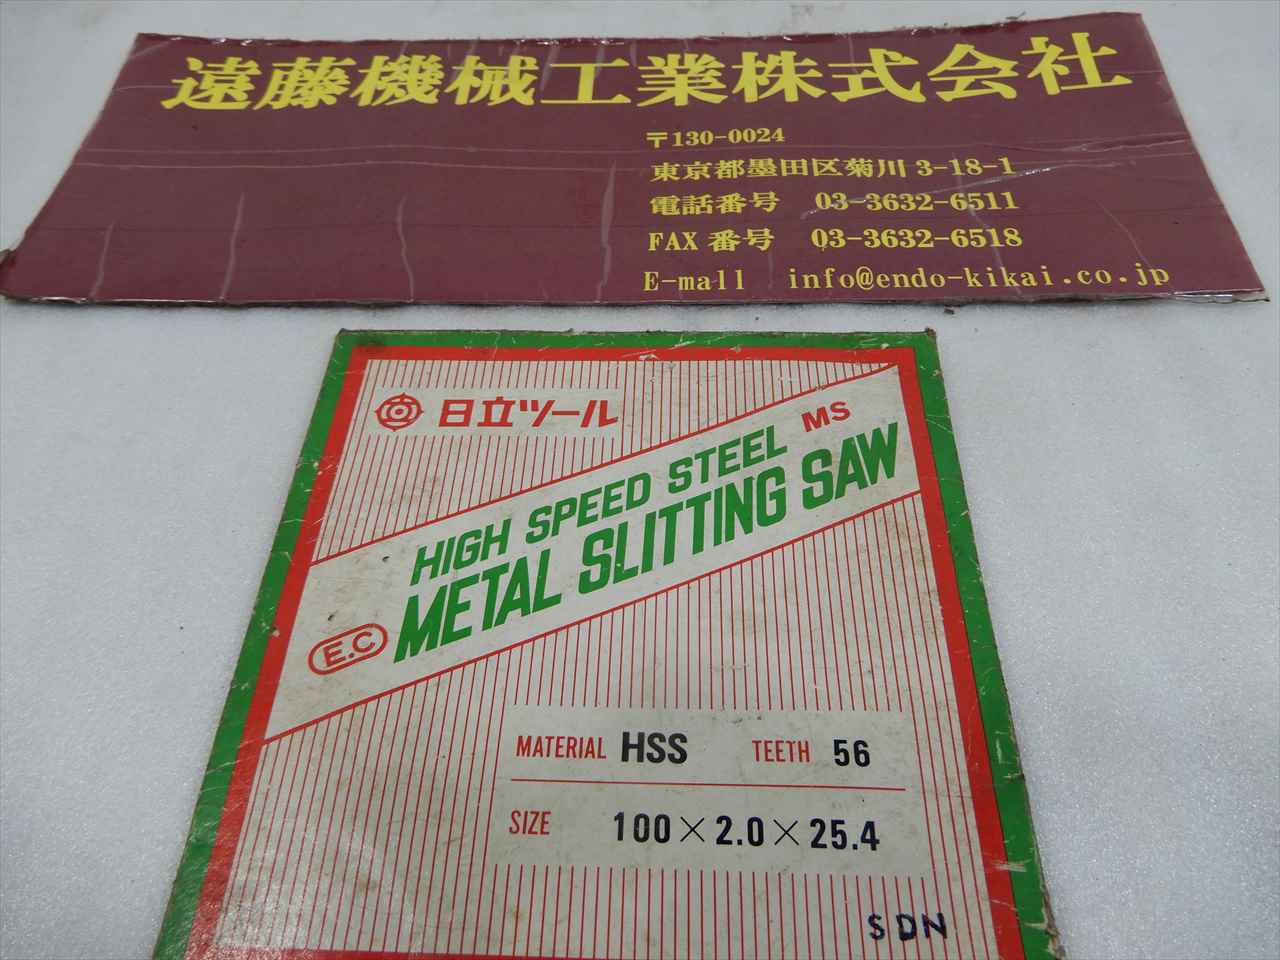 遠藤機械工業株式会社
〒130-0024
東京都墨田区菊川 3-18-1
電話番号 03-3632-6511
FAX 番号 03-3632-6518
E-mall info@endo-kikai.co.jp
日立ツール
MS
HIGH SPEED STEEL
METAL SLITTING SAW
E.C
MATERIAL HSS TEETH 56
SIZE 100×2.0×25.4
SDN